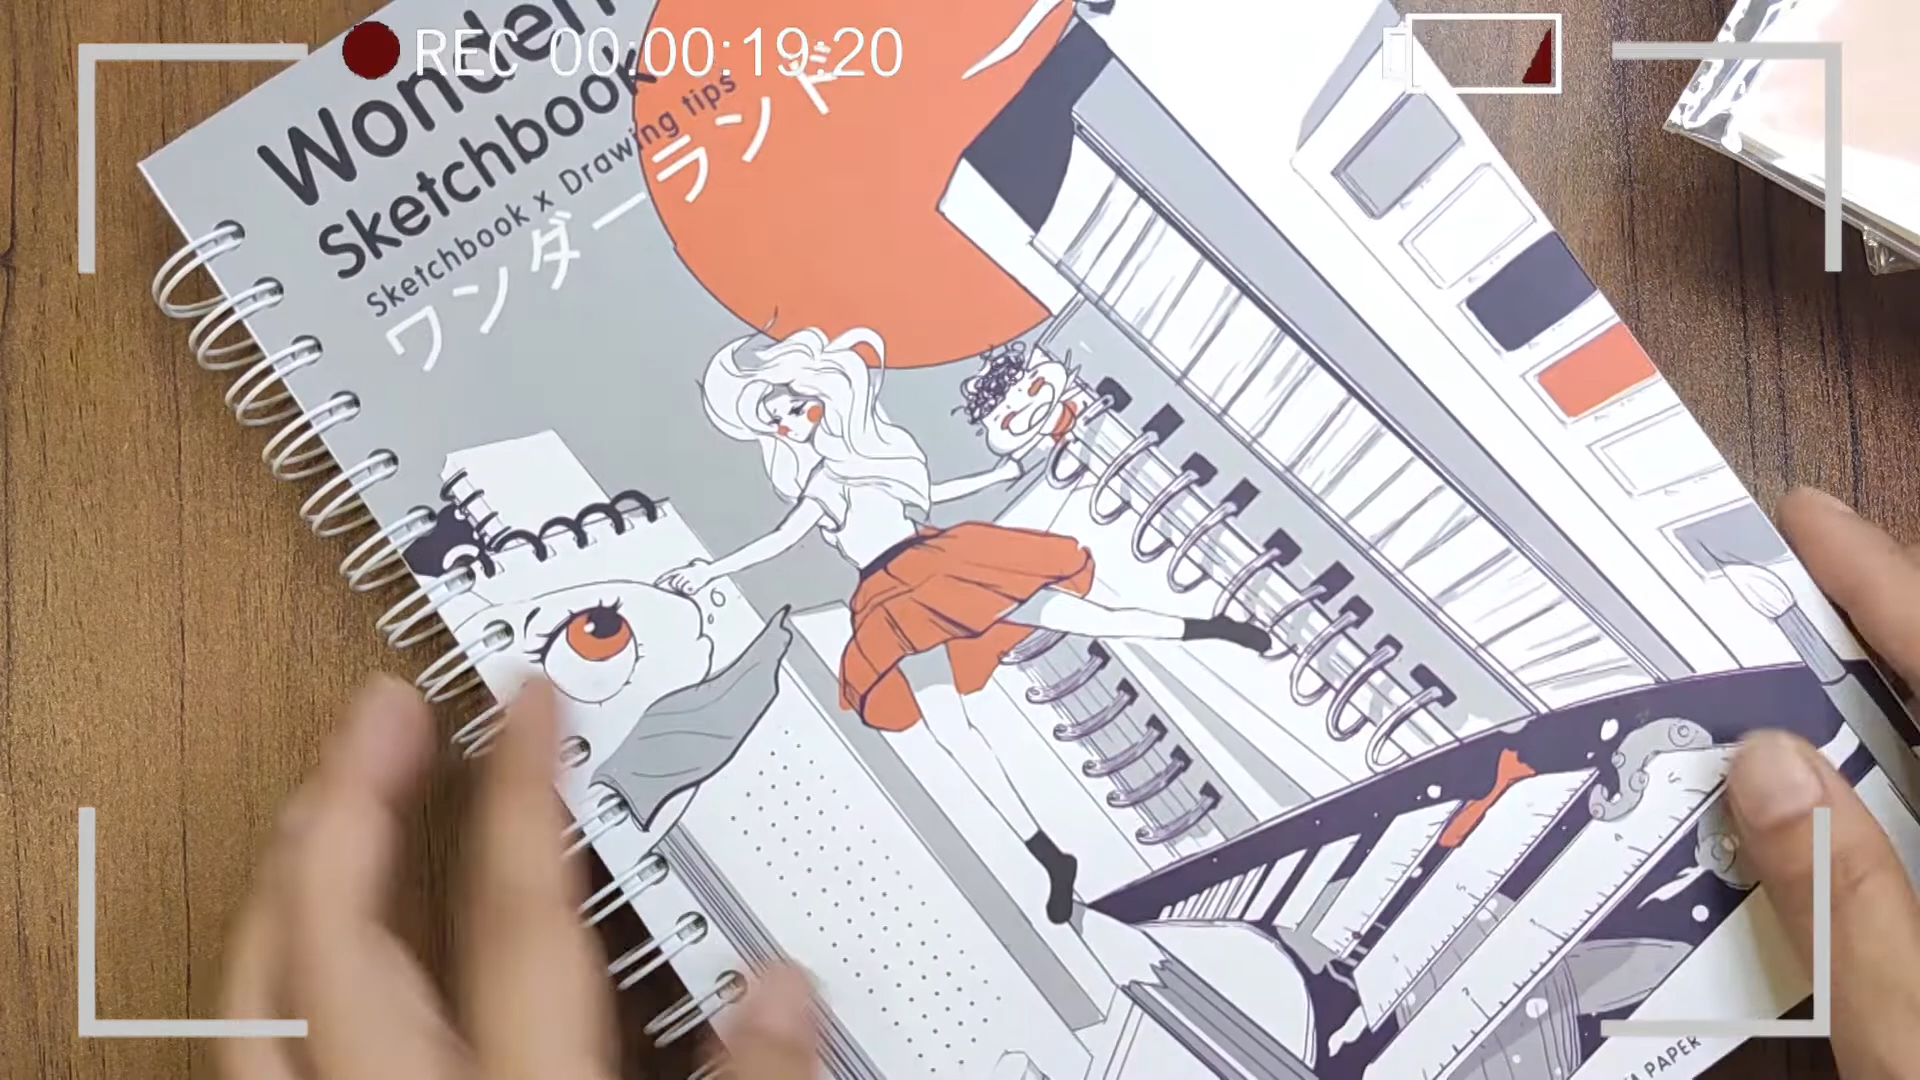 REC 00:00:19:20
Wonder
Sketchbook
Sketchbook x Drawing tips
ワンダーランド
PAPER